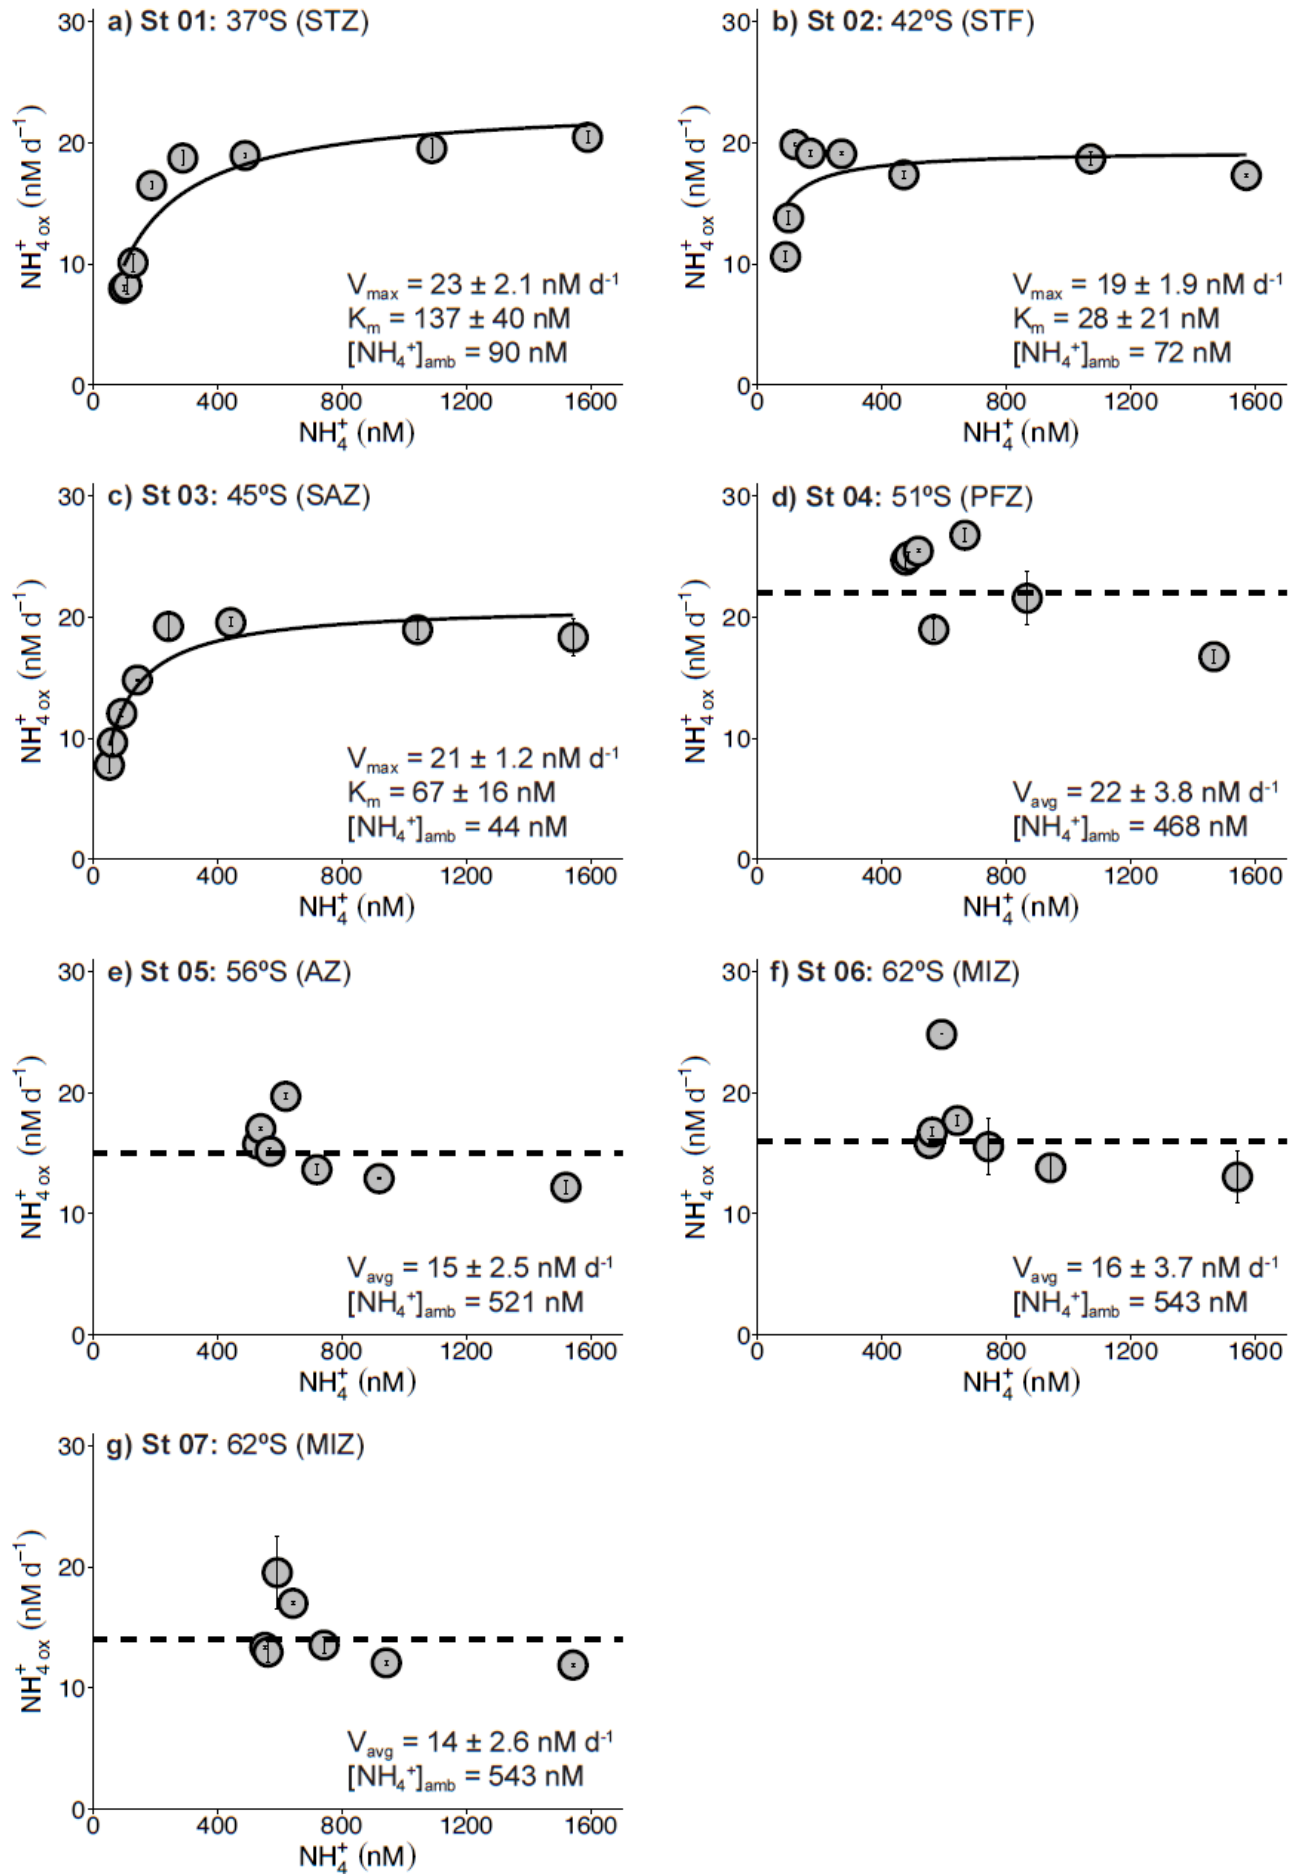 a) St 01: 37ºS (STZ)
30
20
10
0
NH₄⁺ ox (nM d⁻¹)
Vmax = 23 ± 2.1 nM d⁻¹
Km = 137 ± 40 nM
[NH₄⁺]amb = 90 nM
0 400 800 1200 1600
NH₄⁺ (nM)
b) St 02: 42ºS (STF)
30
20
10
0
NH₄⁺ ox (nM d⁻¹)
Vmax = 19 ± 1.9 nM d⁻¹
Km = 28 ± 21 nM
[NH₄⁺]amb = 72 nM
0 400 800 1200 1600
NH₄⁺ (nM)
c) St 03: 45ºS (SAZ)
30
20
10
0
NH₄⁺ ox (nM d⁻¹)
Vmax = 21 ± 1.2 nM d⁻¹
Km = 67 ± 16 nM
[NH₄⁺]amb = 44 nM
0 400 800 1200 1600
NH₄⁺ (nM)
d) St 04: 51ºS (PFZ)
30
20
10
0
NH₄⁺ ox (nM d⁻¹)
Vavg = 22 ± 3.8 nM d⁻¹
[NH₄⁺]amb = 468 nM
0 400 800 1200 1600
NH₄⁺ (nM)
e) St 05: 56ºS (AZ)
30
20
10
0
NH₄⁺ ox (nM d⁻¹)
Vavg = 15 ± 2.5 nM d⁻¹
[NH₄⁺]amb = 521 nM
0 400 800 1200 1600
NH₄⁺ (nM)
f) St 06: 62ºS (MIZ)
30
20
10
0
NH₄⁺ ox (nM d⁻¹)
Vavg = 16 ± 3.7 nM d⁻¹
[NH₄⁺]amb = 543 nM
0 400 800 1200 1600
NH₄⁺ (nM)
g) St 07: 62ºS (MIZ)
30
20
10
0
NH₄⁺ ox (nM d⁻¹)
Vavg = 14 ± 2.6 nM d⁻¹
[NH₄⁺]amb = 543 nM
0 400 800 1200 1600
NH₄⁺ (nM)